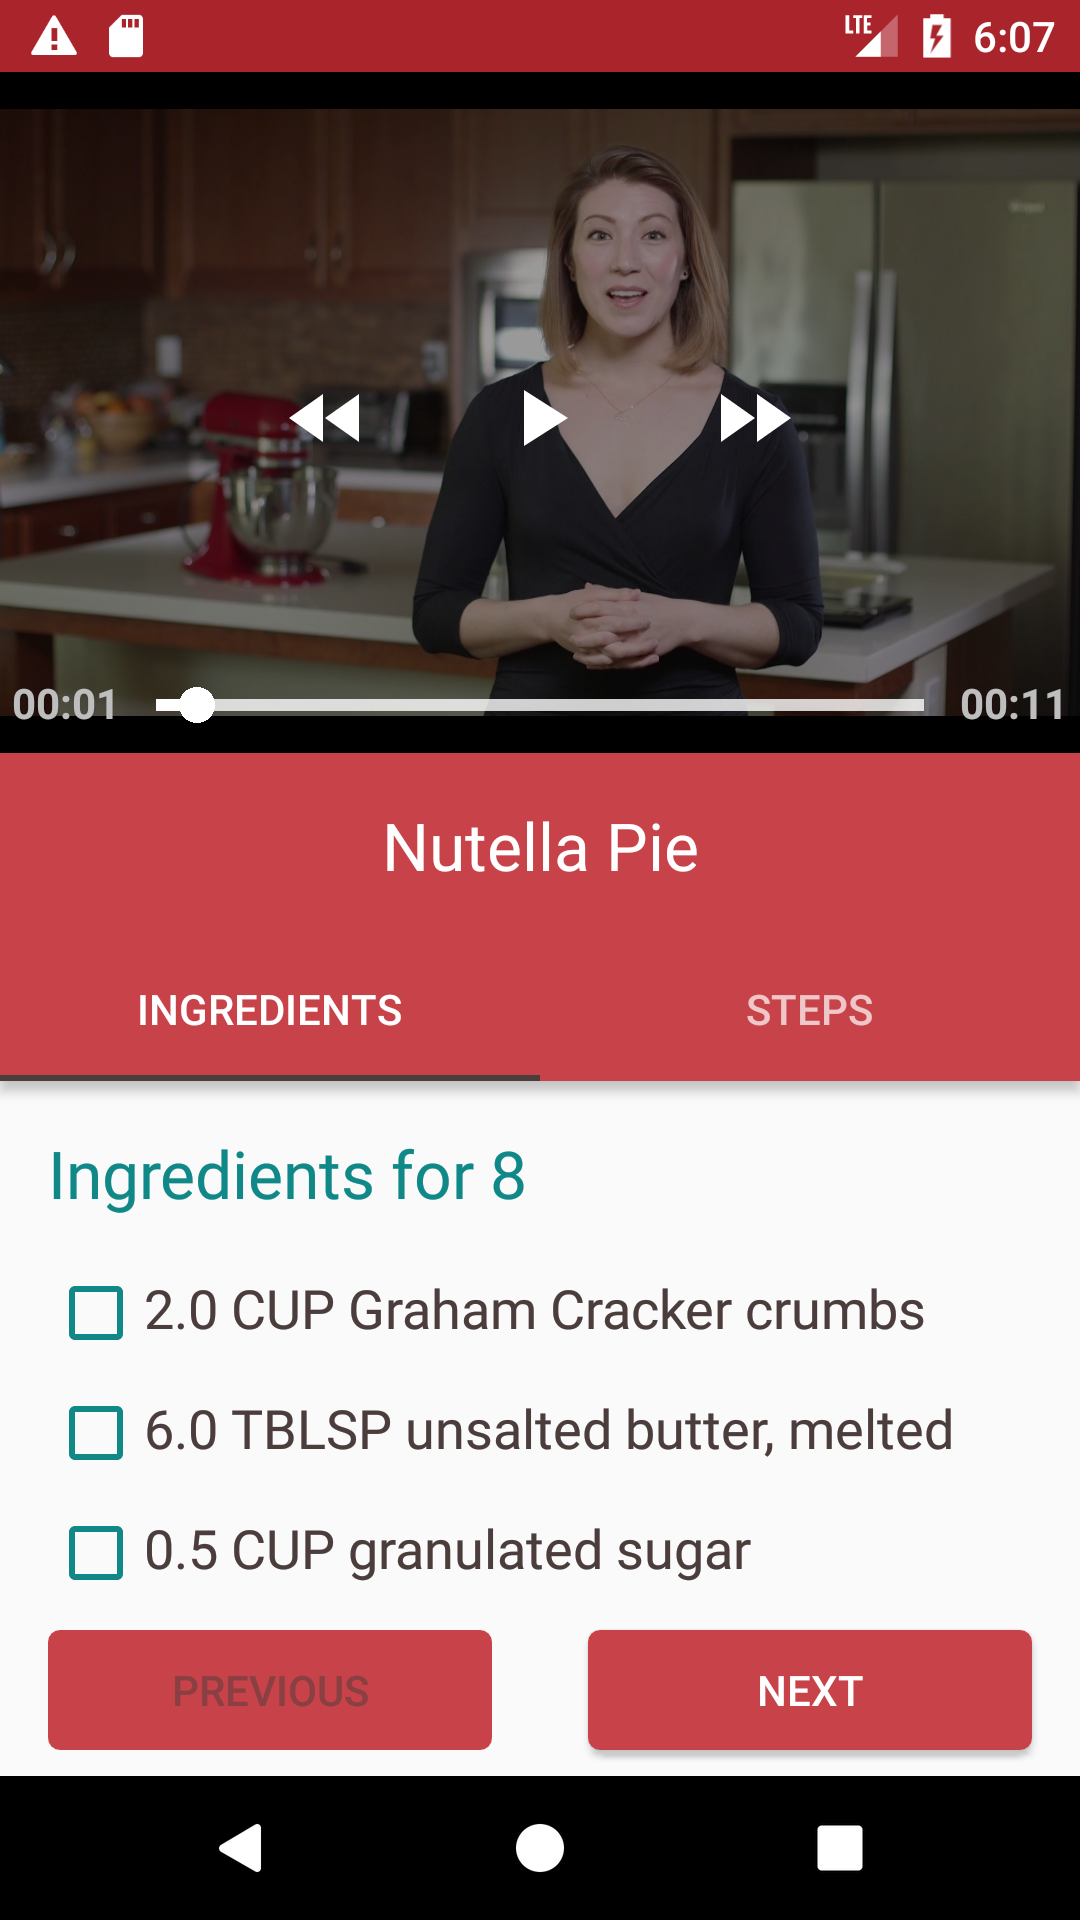 LTE 6:07
00:01 00:11
Nutella Pie
INGREDIENTS STEPS
Ingredients for 8
2.0 CUP Graham Cracker crumbs
6.0 TBLSP unsalted butter, melted
0.5 CUP granulated sugar
PREVIOUS NEXT